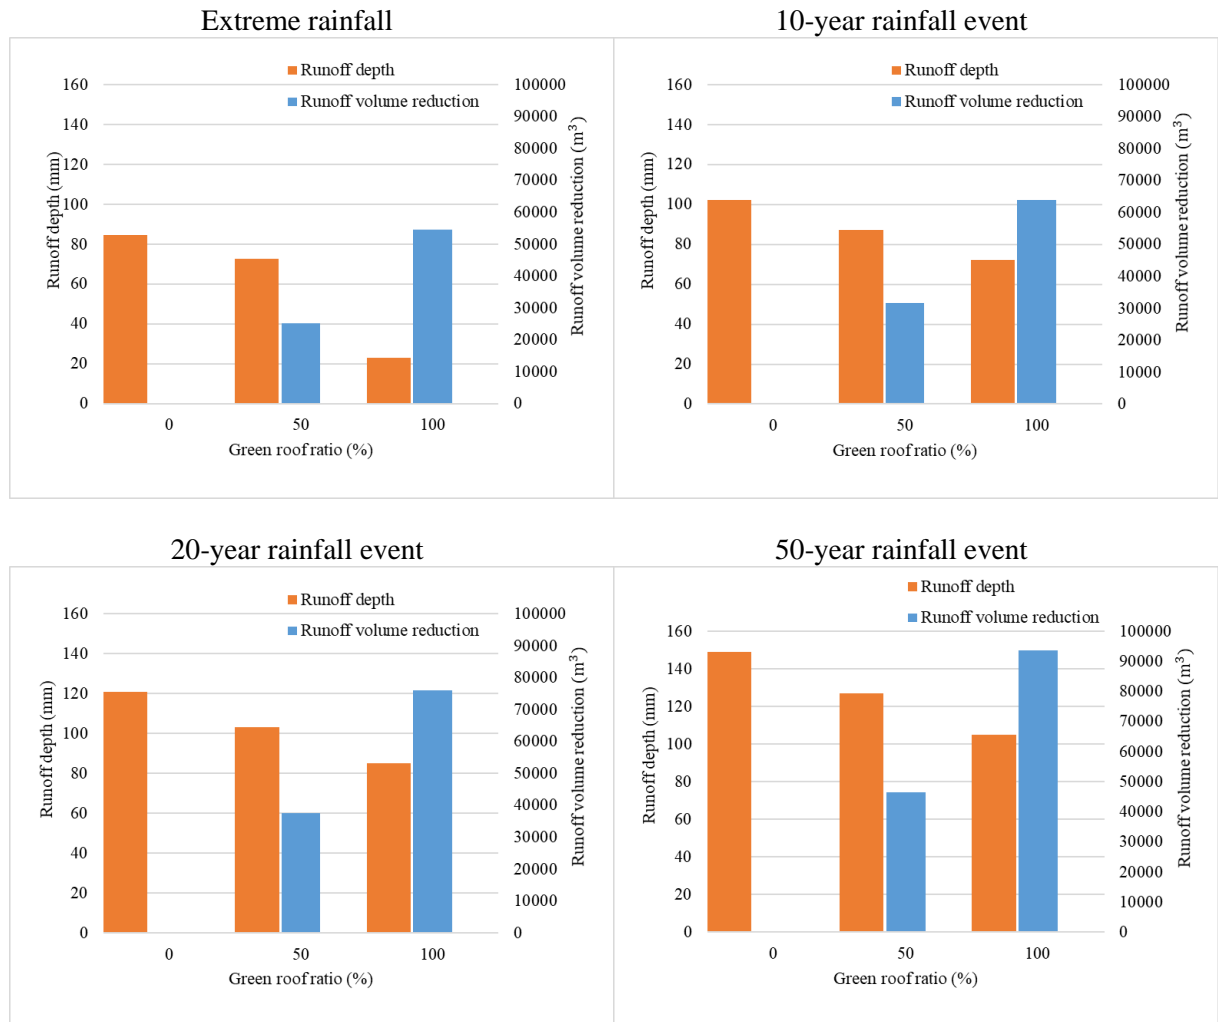 Extreme rainfall
Runoff depth
Runoff volume reduction
160
140
120
100
80
60
40
20
0
Runoff depth (mm)
100000
90000
80000
70000
60000
50000
40000
30000
20000
10000
0
Runoff volume reduction (m³)
0 50 100
Green roof ratio (%)
10-year rainfall event
Runoff depth
Runoff volume reduction
160
140
120
100
80
60
40
20
0
Runoff depth (mm)
100000
90000
80000
70000
60000
50000
40000
30000
20000
10000
0
Runoff volume reduction (m³)
0 50 100
Green roof ratio (%)
20-year rainfall event
Runoff depth
Runoff volume reduction
160
140
120
100
80
60
40
20
0
Runoff depth (mm)
100000
90000
80000
70000
60000
50000
40000
30000
20000
10000
0
Runoff volume reduction (m³)
0 50 100
Green roof ratio (%)
50-year rainfall event
Runoff depth
Runoff volume reduction
160
140
120
100
80
60
40
20
0
Runoff depth (mm)
100000
90000
80000
70000
60000
50000
40000
30000
20000
10000
0
Runoff volume reduction (m³)
0 50 100
Green roof ratio (%)